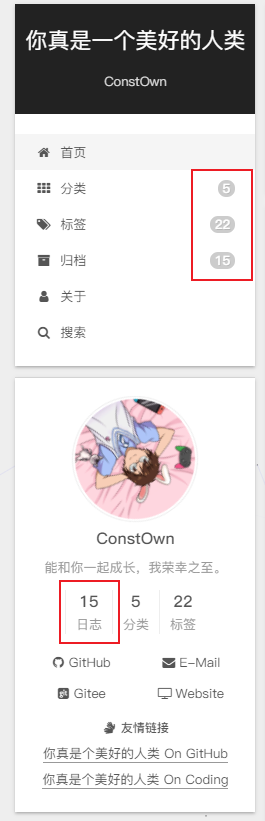 你真是一个美好的人类
ConstOwn
首页
分类 5
标签 22
归档 15
关于
搜索
ConstOwn
能和你一起成长，我荣幸之至。
15 5 22
日志 分类 标签
GitHub E-Mail
Gitee Website
友情链接
你真是个美好的人类 On GitHub
你真是个美好的人类 On Coding